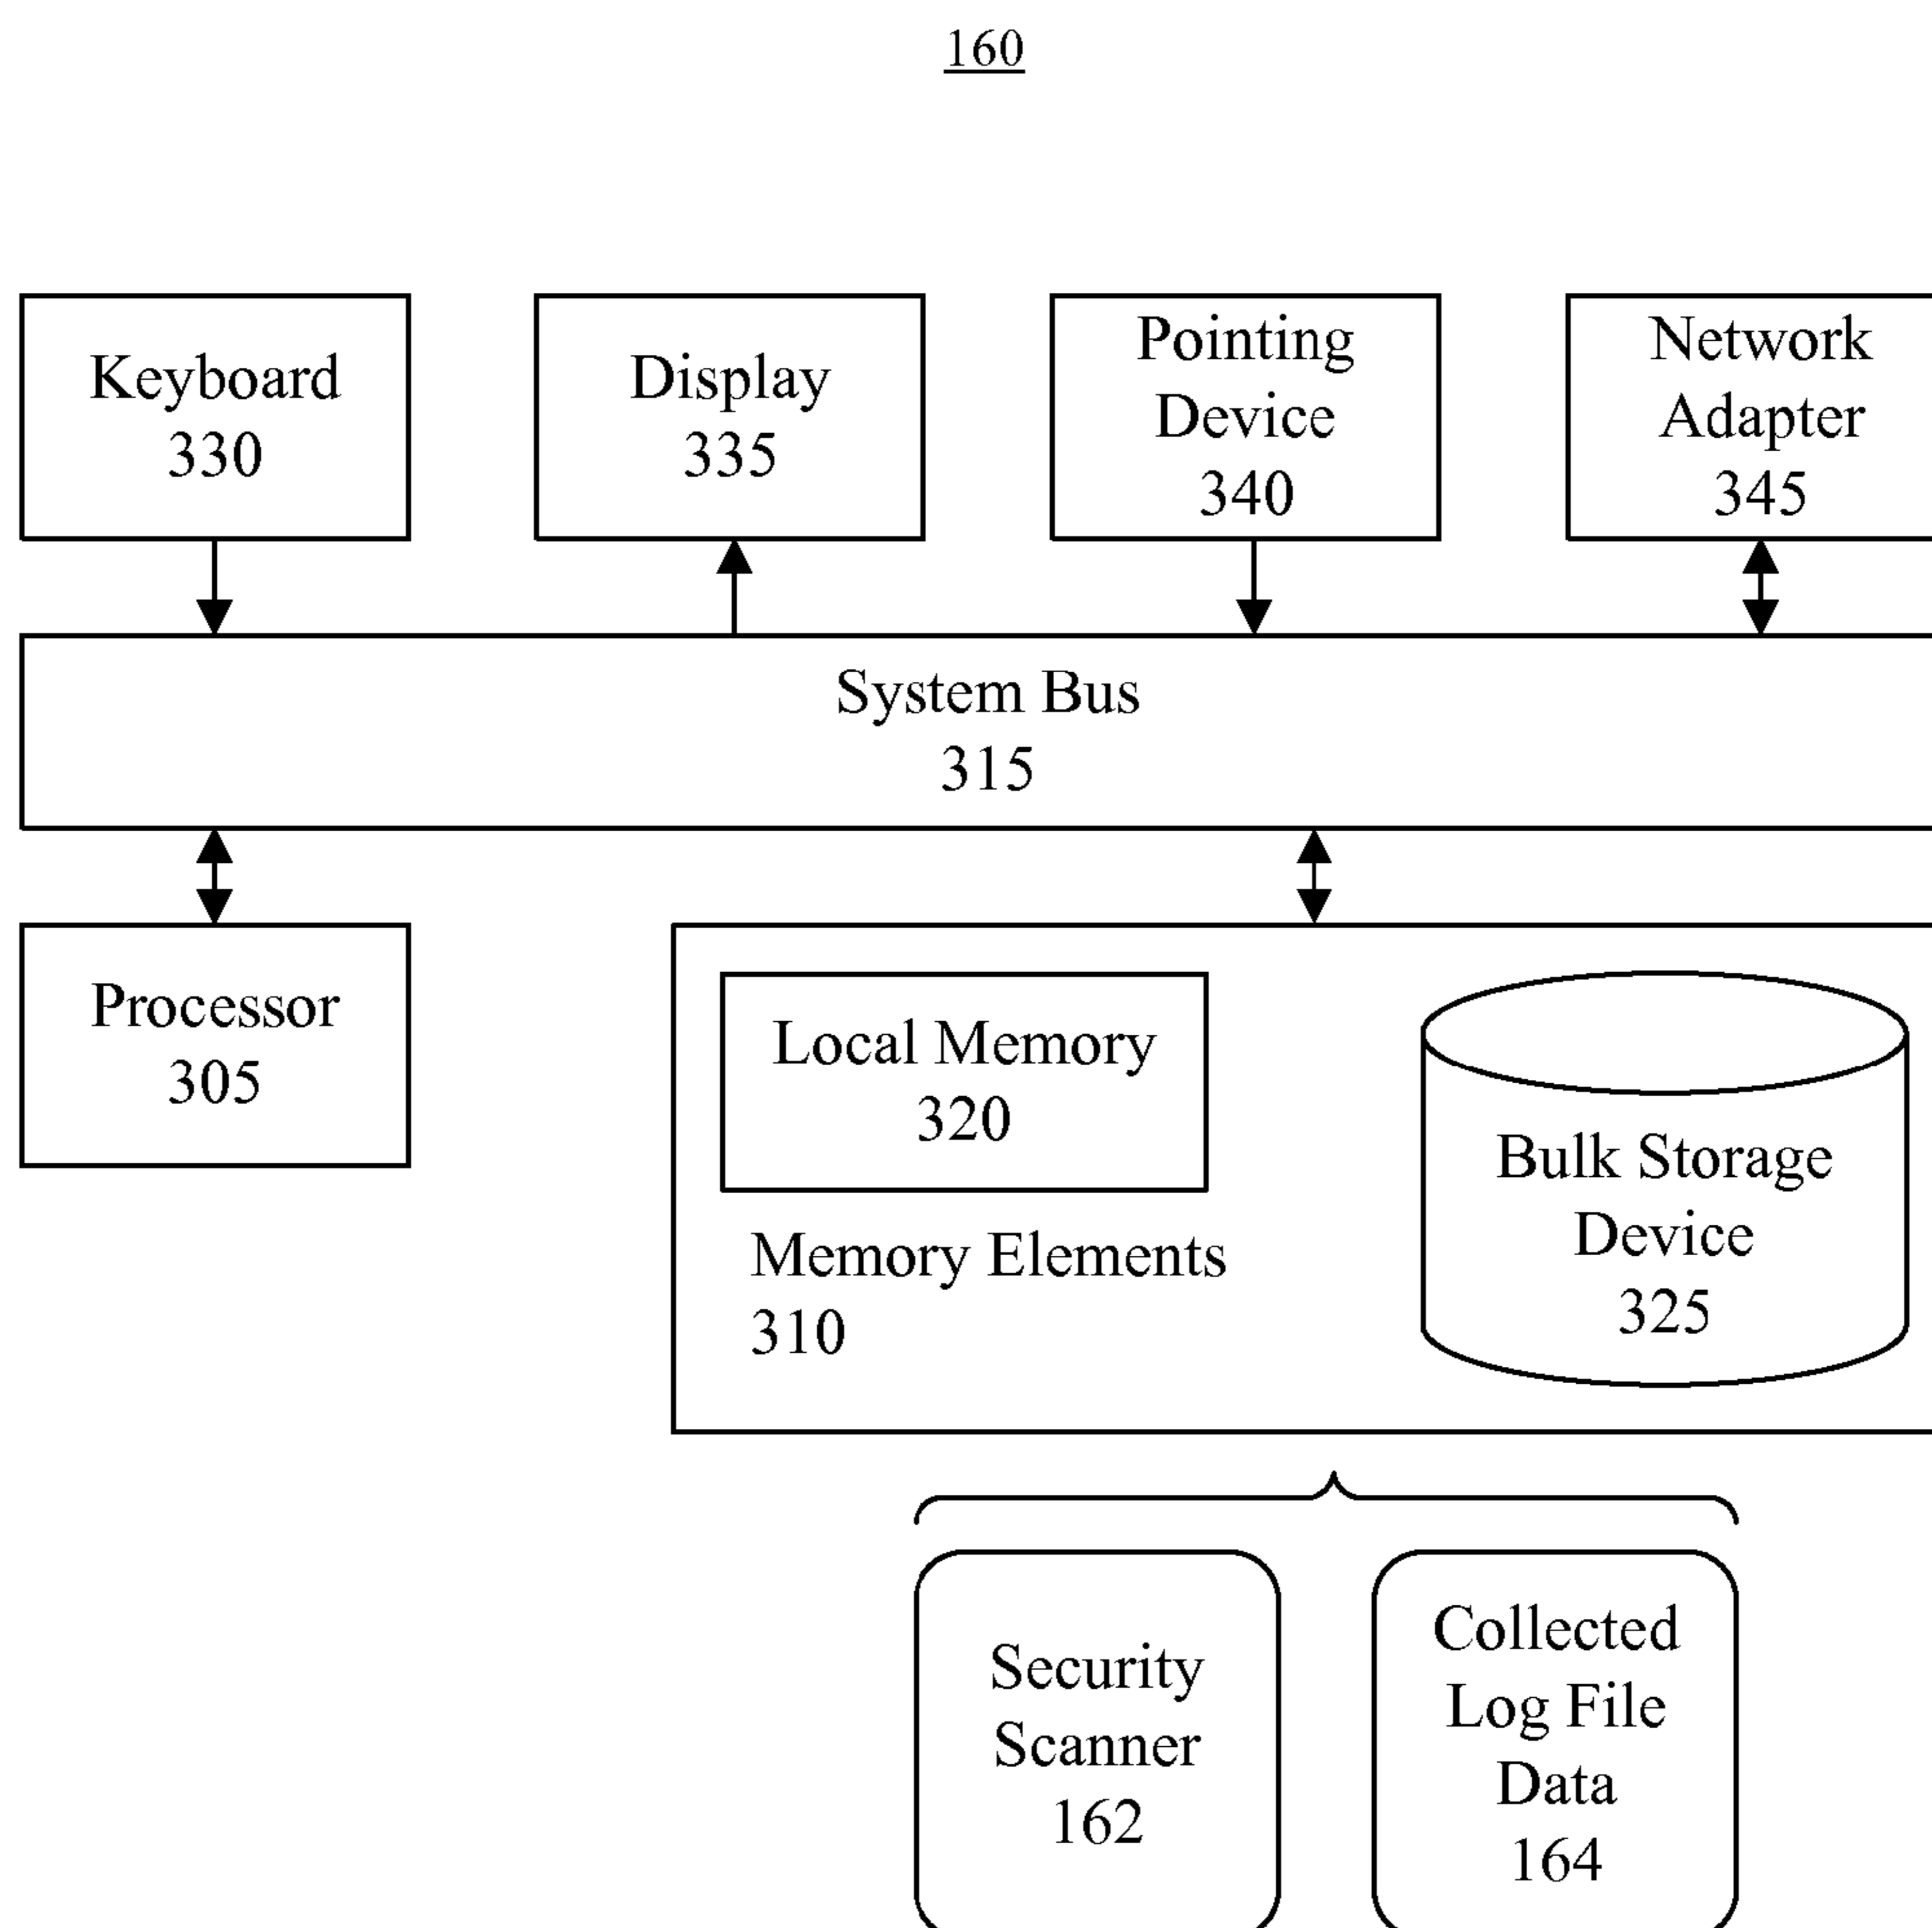 160
Keyboard
330
Display
335
Pointing
Device
340
Network
Adapter
345
System Bus
315
Processor
305
Local Memory
320
Memory Elements
310
Bulk Storage
Device
325
Security
Scanner
162
Collected
Log File
Data
164